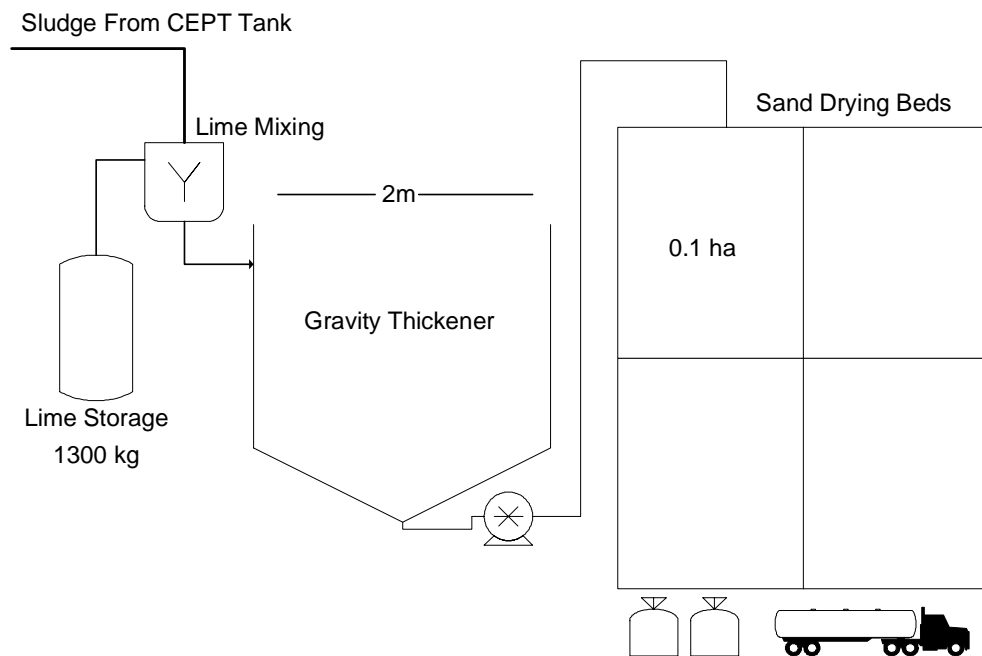 Sludge From CEPT Tank
Lime Mixing
Sand Drying Beds
2m
0.1 ha
Gravity Thickener
Lime Storage
1300 kg